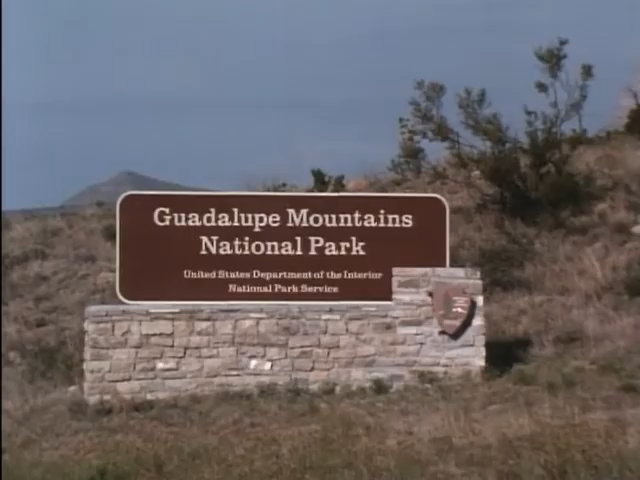 Guadalupe Mountains
National Park
United States Department of the Interior
National Park Service